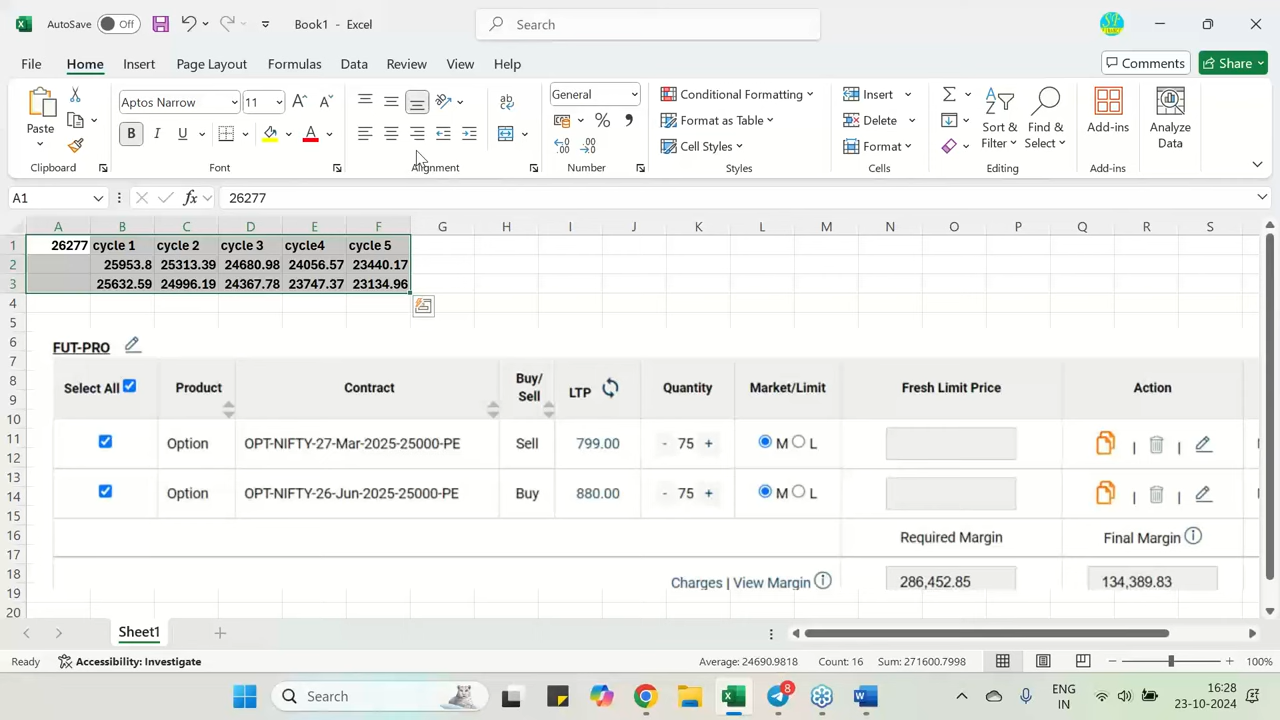 AutoSave Off Book1 - Excel Search
File Home Insert Page Layout Formulas Data Review View Help Comments Share
Paste Aptos Narrow 11 B I U A General % , Conditional Formatting Format as Table Cell Styles Insert Delete Format Sort & Filter Find & Select Add-ins Analyze Data
Clipboard Font Alignment Number Styles Cells Editing Add-ins
A1 fx 26277
A B C D E F G H I J K L M N O P Q R S
1 26277 cycle 1 cycle 2 cycle 3 cycle4 cycle 5
2 25953.8 25313.39 24680.98 24056.57 23440.17
3 25632.59 24996.19 24367.78 23747.37 23134.96
4
5
6 FUT-PRO
7
8 Select All Product Contract Buy/ Sell LTP Quantity Market/Limit Fresh Limit Price Action
9
10
11 Option OPT-NIFTY-27-Mar-2025-25000-PE Sell 799.00 - 75 + M L | |
12
13
14 Option OPT-NIFTY-26-Jun-2025-25000-PE Buy 880.00 - 75 + M L | |
15
16 Required Margin Final Margin
17
18 Charges | View Margin 286,452.85 134,389.83
19
20
Sheet1
Ready Accessibility: Investigate Average: 24690.9818 Count: 16 Sum: 271600.7998 100%
Search 8 ENG IN 16:28 23-10-2024